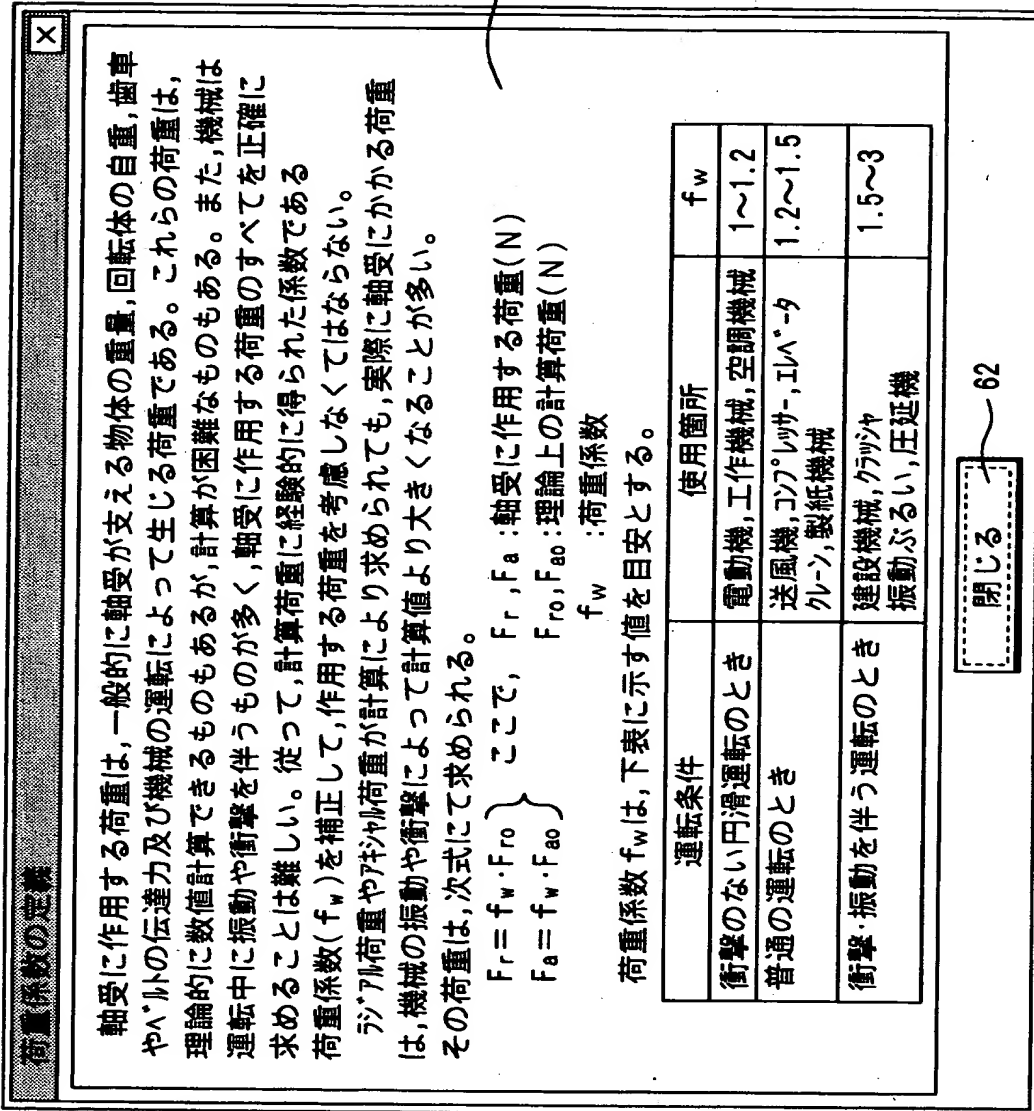 荷重係数の定義
×
軸受に作用する荷重は,一般的に軸受が支える物体の重量,回転体の自重,歯車
やﾍﾞﾙﾄの伝達力及び機械の運転によって生じる荷重である。これらの荷重は,
理論的に数値計算できるものもあるが,計算が困難なものもある。また,機械は
運転中に振動や衝撃を伴うものが多く,軸受に作用する荷重のすべてを正確に
求めることは難しい。従って,計算荷重に経験的に得られた係数である
荷重係数(fw)を補正して,作用する荷重を考慮しなくてはならない。
ﾗｼﾞｱﾙ荷重やｱｷｼｬﾙ荷重が計算により求められても,実際に軸受にかかる荷重
は,機械の振動や衝撃によって計算値より大きくなることが多い。
その荷重は,次式にて求められる。
Fr=fw·Fro ここで, Fr,Fa:軸受に作用する荷重(N)
Fa=fw·Fao Fro,Fao:理論上の計算荷重(N)
fw :荷重係数
荷重係数fwは,下表に示す値を目安とする。
運転条件 使用箇所 fw
衝撃のない円滑運転のとき 電動機,工作機械,空調機械 1~1.2
普通の運転のとき 送風機,ｺﾝﾌﾟﾚｯｻｰ,ｴﾚﾍﾞｰﾀ 1.2~1.5
ｸﾚｰﾝ,製紙機械
衝撃·振動を伴う運転のとき 建設機械,ｸﾗｯｼｬ 1.5~3
振動ぶるい,圧延機
閉じる 62